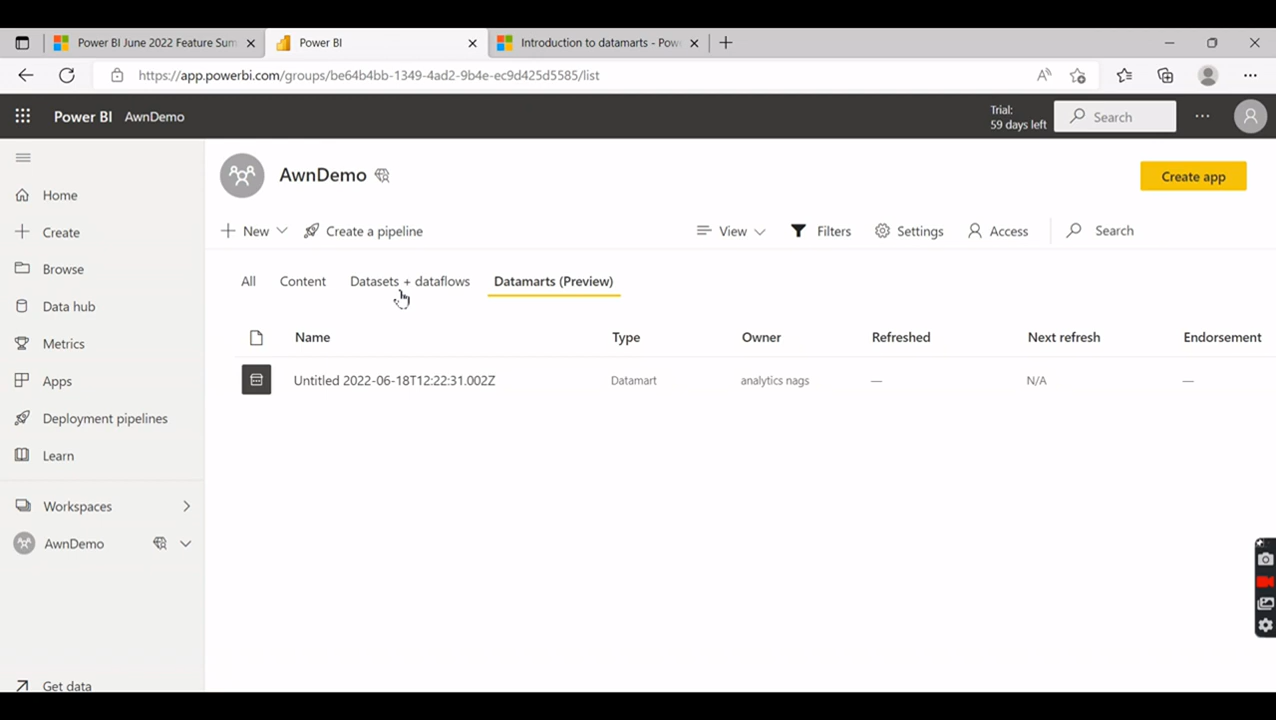 Power BI June 2022 Feature Sum
Power BI
Introduction to datamarts - Powe
https://app.powerbi.com/groups/be64b4bb-1349-4ad2-9b4e-ec9d425d5585/list
Power BI AwnDemo
Trial:
59 days left
Search
AwnDemo
Create app
Home
Create
Browse
Data hub
Metrics
Apps
Deployment pipelines
Learn
Workspaces
AwnDemo
Get data
New
Create a pipeline
View
Filters
Settings
Access
Search
All
Content
Datasets + dataflows
Datamarts (Preview)
Name Type Owner Refreshed Next refresh Endorsement
Untitled 2022-06-18T12:22:31.002Z Datamart analytics nags — N/A —